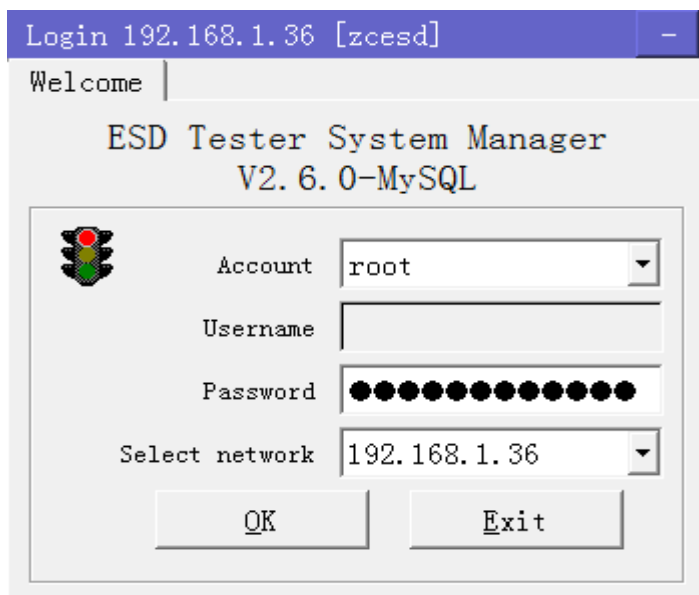 Login 192.168.1.36 [zcesd]
Welcome
ESD Tester System Manager
V2.6.0-MySQL
Account root
Username
Password ●●●●●●●●●●●●
Select network 192.168.1.36
OK Exit